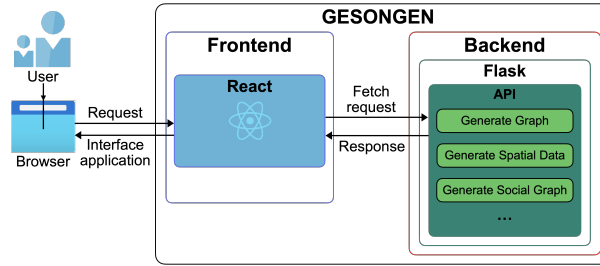 GESONGEN
User
Browser
Request
Interface
application
Frontend
React
Fetch
request
Response
Backend
Flask
API
Generate Graph
Generate Spatial Data
Generate Social Graph
...